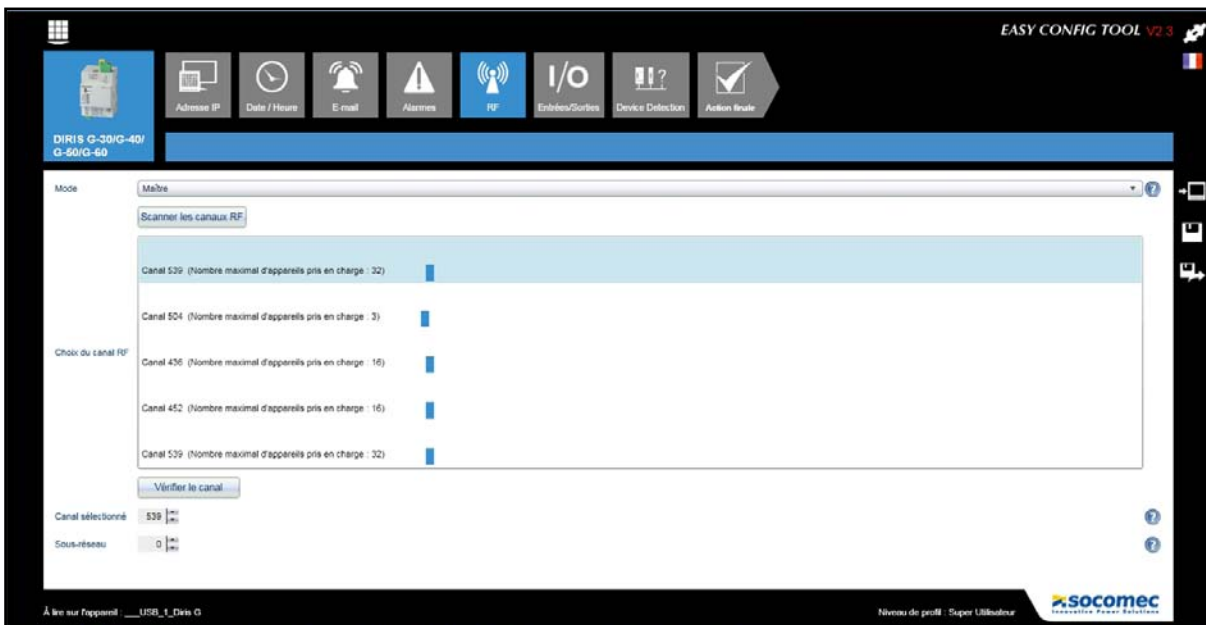 EASY CONFIG TOOL V2.3
Adresse IP
Date / Heure
E-mail
Alarmes
RF
I/O
Entrées/Sorties
Device Detection
Action finale
DIRIS G-30/G-40/
G-50/G-60
Mode
Maître
Scanner les canaux RF
Canal 539 (Nombre maximal d'appareils pris en charge : 32)
Canal 504 (Nombre maximal d'appareils pris en charge : 3)
Choix du canal RF
Canal 436 (Nombre maximal d'appareils pris en charge : 16)
Canal 452 (Nombre maximal d'appareils pris en charge : 16)
Canal 539 (Nombre maximal d'appareils pris en charge : 32)
Vérifier le canal
Canal sélectionné 539
Sous-réseau 0
À lire sur l'appareil : ___USB_1_Diris G
Niveau de profil : Super Utilisateur
socomec
Innovative Power Solutions